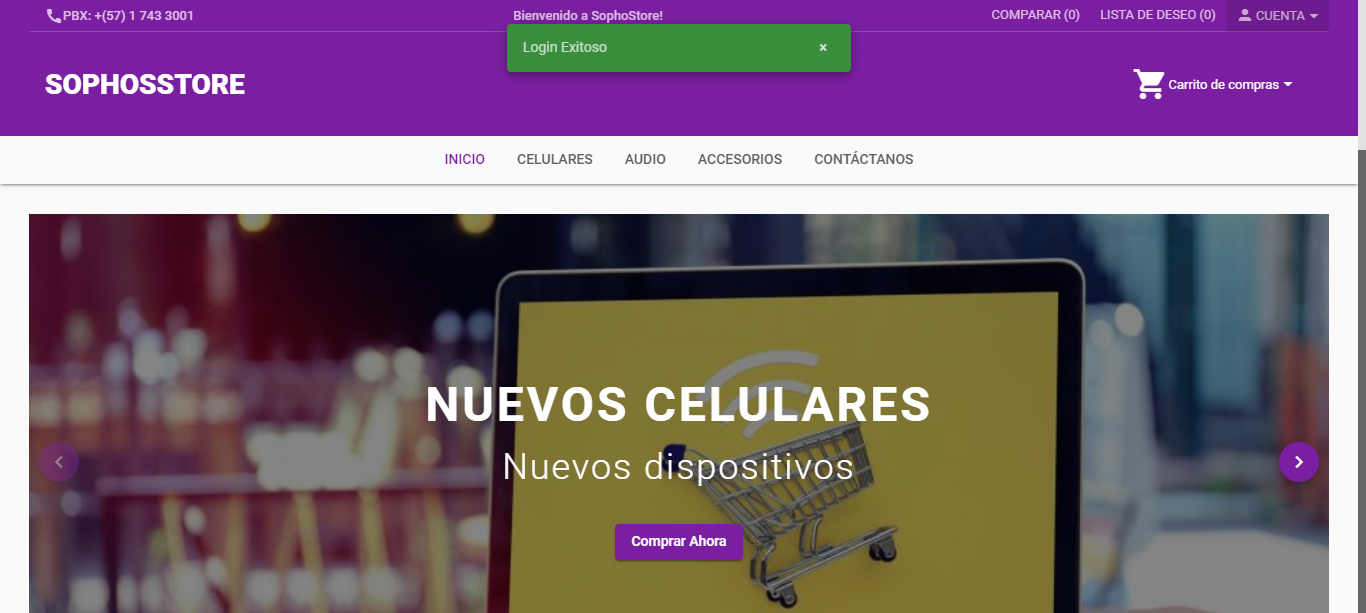 PBX: +(57) 1 743 3001
Bienvenido a SophoStore!
COMPARAR (0)
LISTA DE DESEO (0)
CUENTA
Login Exitoso
×
SOPHOSSTORE
Carrito de compras
INICIO
CELULARES
AUDIO
ACCESORIOS
CONTÁCTANOS
NUEVOS CELULARES
Nuevos dispositivos
Comprar Ahora